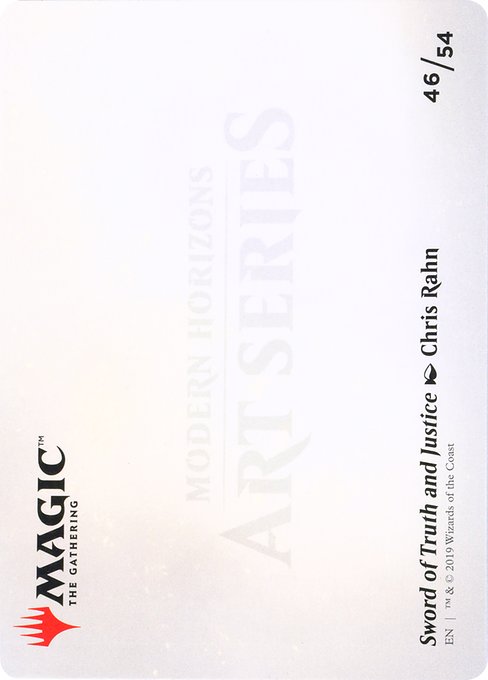 MAGIC™
THE GATHERING
MODERN HORIZONS
ART SERIES
Sword of Truth and Justice Chris Rahn
EN | ™ & © 2019 Wizards of the Coast
46/54